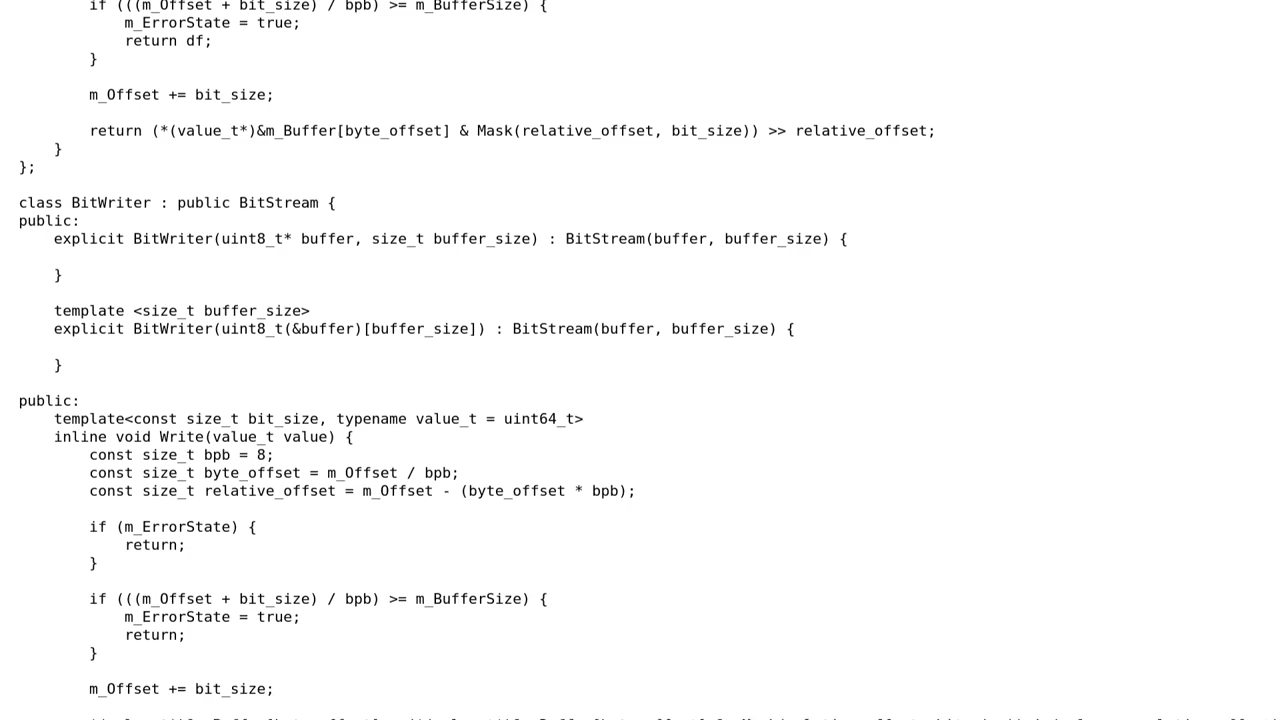 if (((m_Offset + bit_size) / bpb) >= m_BufferSize) {
m_ErrorState = true;
return df;
}
m_Offset += bit_size;
return (*(value_t*)&m_Buffer[byte_offset] & Mask(relative_offset, bit_size)) >> relative_offset;
}
};
class BitWriter : public BitStream {
public:
explicit BitWriter(uint8_t* buffer, size_t buffer_size) : BitStream(buffer, buffer_size) {
}
template <size_t buffer_size>
explicit BitWriter(uint8_t(&buffer)[buffer_size]) : BitStream(buffer, buffer_size) {
}
public:
template<const size_t bit_size, typename value_t = uint64_t>
inline void Write(value_t value) {
const size_t bpb = 8;
const size_t byte_offset = m_Offset / bpb;
const size_t relative_offset = m_Offset - (byte_offset * bpb);
if (m_ErrorState) {
return;
}
if (((m_Offset + bit_size) / bpb) >= m_BufferSize) {
m_ErrorState = true;
return;
}
m_Offset += bit_size;